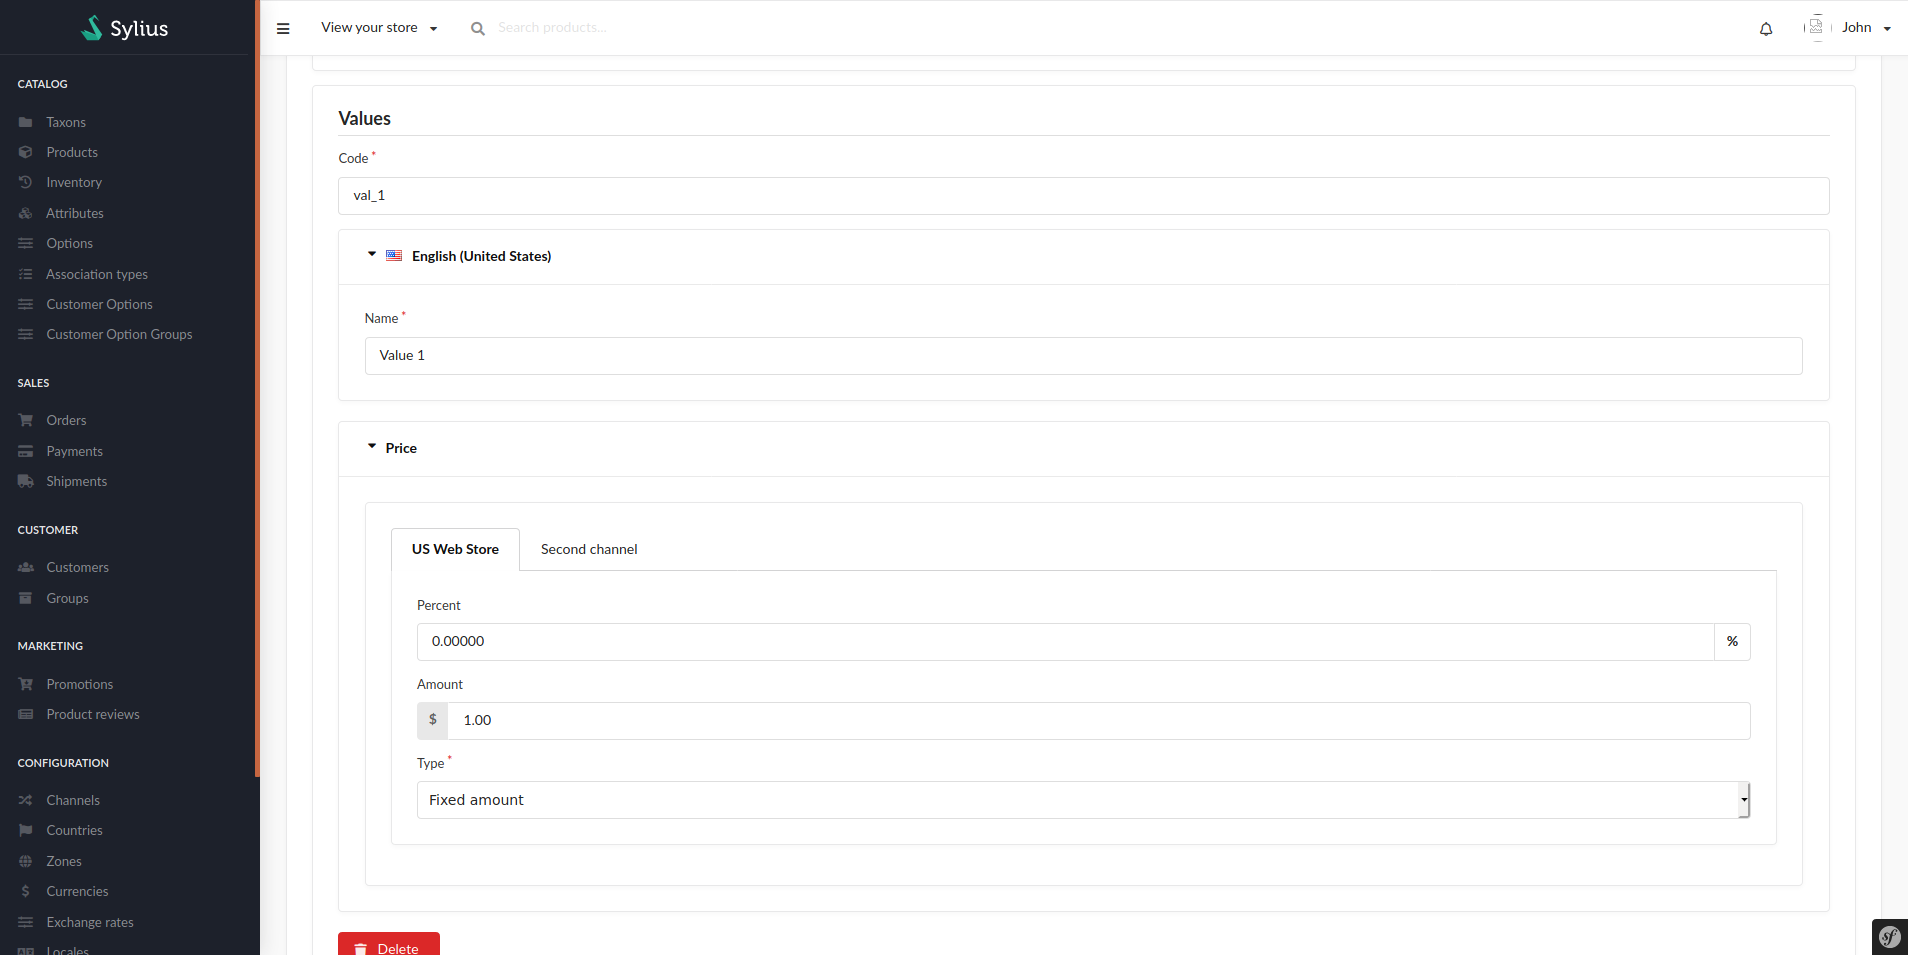 Sylius
View your store
Search products...
John
CATALOG
Taxons
Products
Inventory
Attributes
Options
Association types
Customer Options
Customer Option Groups
SALES
Orders
Payments
Shipments
CUSTOMER
Customers
Groups
MARKETING
Promotions
Product reviews
CONFIGURATION
Channels
Countries
Zones
$ Currencies
Exchange rates
Locales
Values
Code *
val_1
English (United States)
Name *
Value 1
Price
US Web Store Second channel
Percent
0.00000 %
Amount
$ 1.00
Type *
Fixed amount
Delete
sf